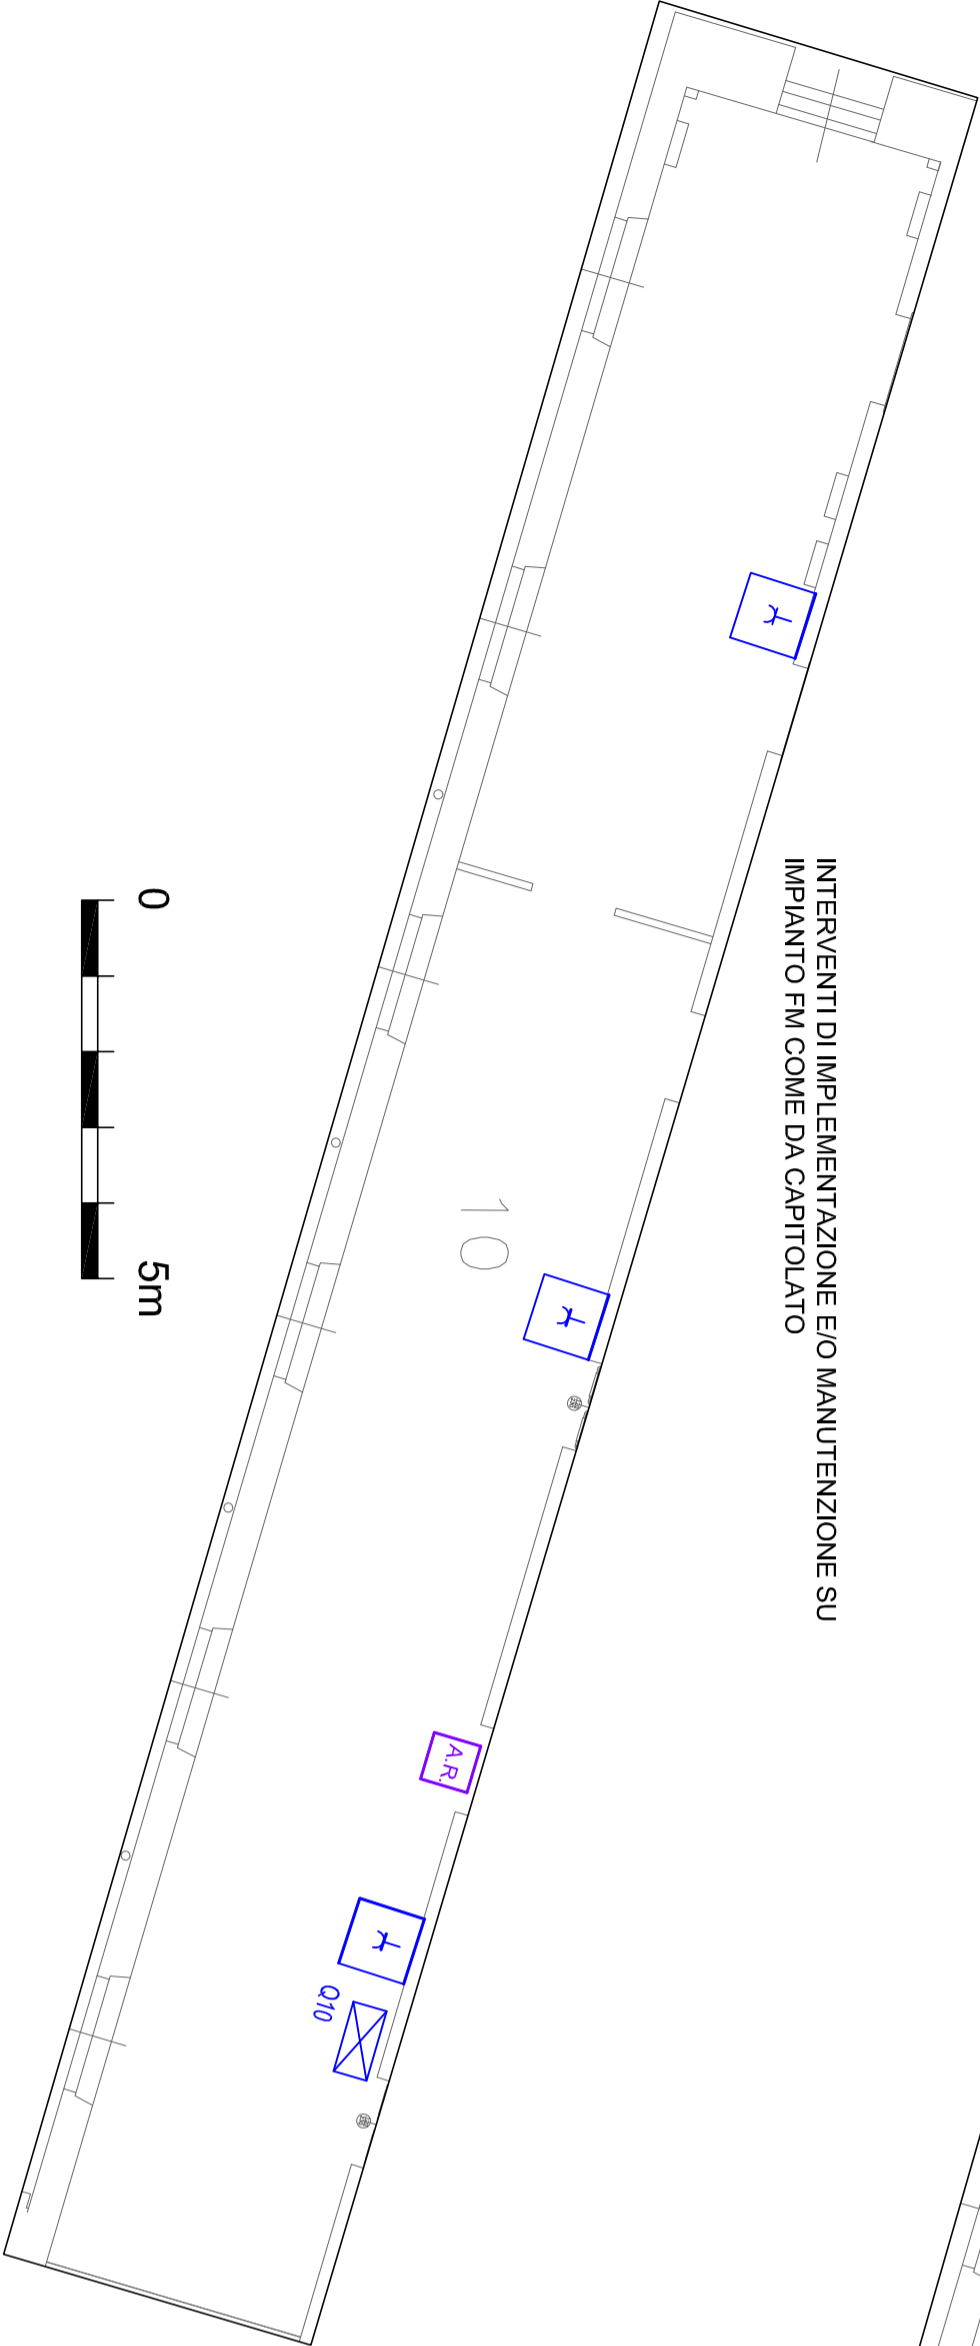 INTERVENTI DI IMPLEMENTAZIONE E/O MANUTENZIONE SU
IMPIANTO FM COME DA CAPITOLATO
10
A.R.
Q10
0 5m